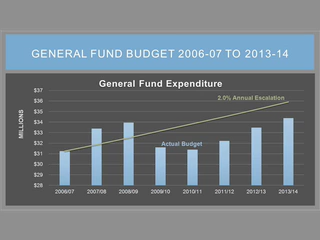 GENERAL FUND BUDGET 2006-07 TO 2013-14
General Fund Expenditure
$37
2.0% Annual Escalation
$36
$35
$34
MILLIONS
$33
$32
Actual Budget
$31
$30
$29
$28
2006/07 2007/08 2008/09 2009/10 2010/11 2011/12 2012/13 2013/14